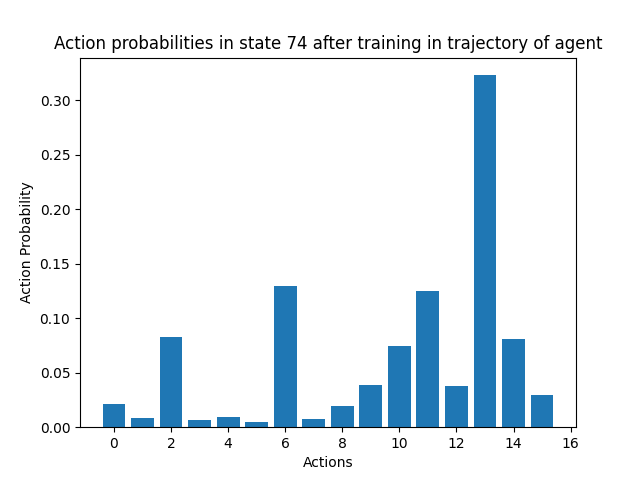 Action probabilities in state 74 after training in trajectory of agent
Action Probability
0.30
0.25
0.20
0.15
0.10
0.05
0.00
0 2 4 6 8 10 12 14 16
Actions